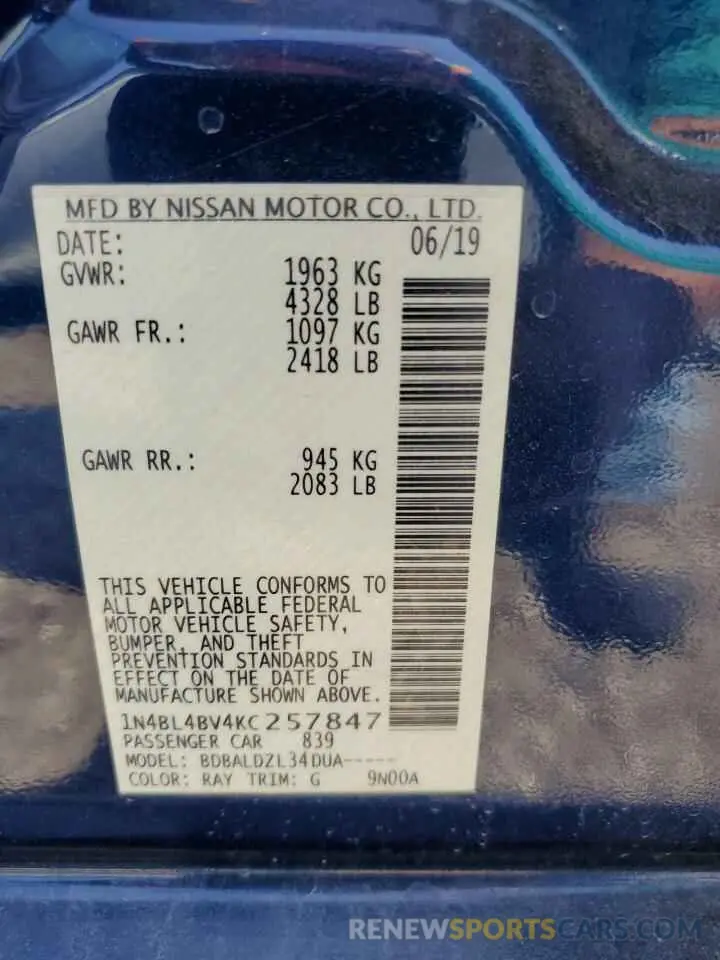 MFD BY NISSAN MOTOR CO., LTD.
DATE: 06/19
GVWR: 1963 KG
4328 LB
GAWR FR.: 1097 KG
2418 LB
GAWR RR.: 945 KG
2083 LB
THIS VEHICLE CONFORMS TO
ALL APPLICABLE FEDERAL
MOTOR VEHICLE SAFETY,
BUMPER, AND THEFT
PREVENTION STANDARDS IN
EFFECT ON THE DATE OF
MANUFACTURE SHOWN ABOVE.
1N4BL4BV4KC257847
PASSENGER CAR 839
MODEL: BDBALDZL34DUA-----
COLOR: RAY TRIM: G 9N00A
RENEWSPORTSCARS.COM